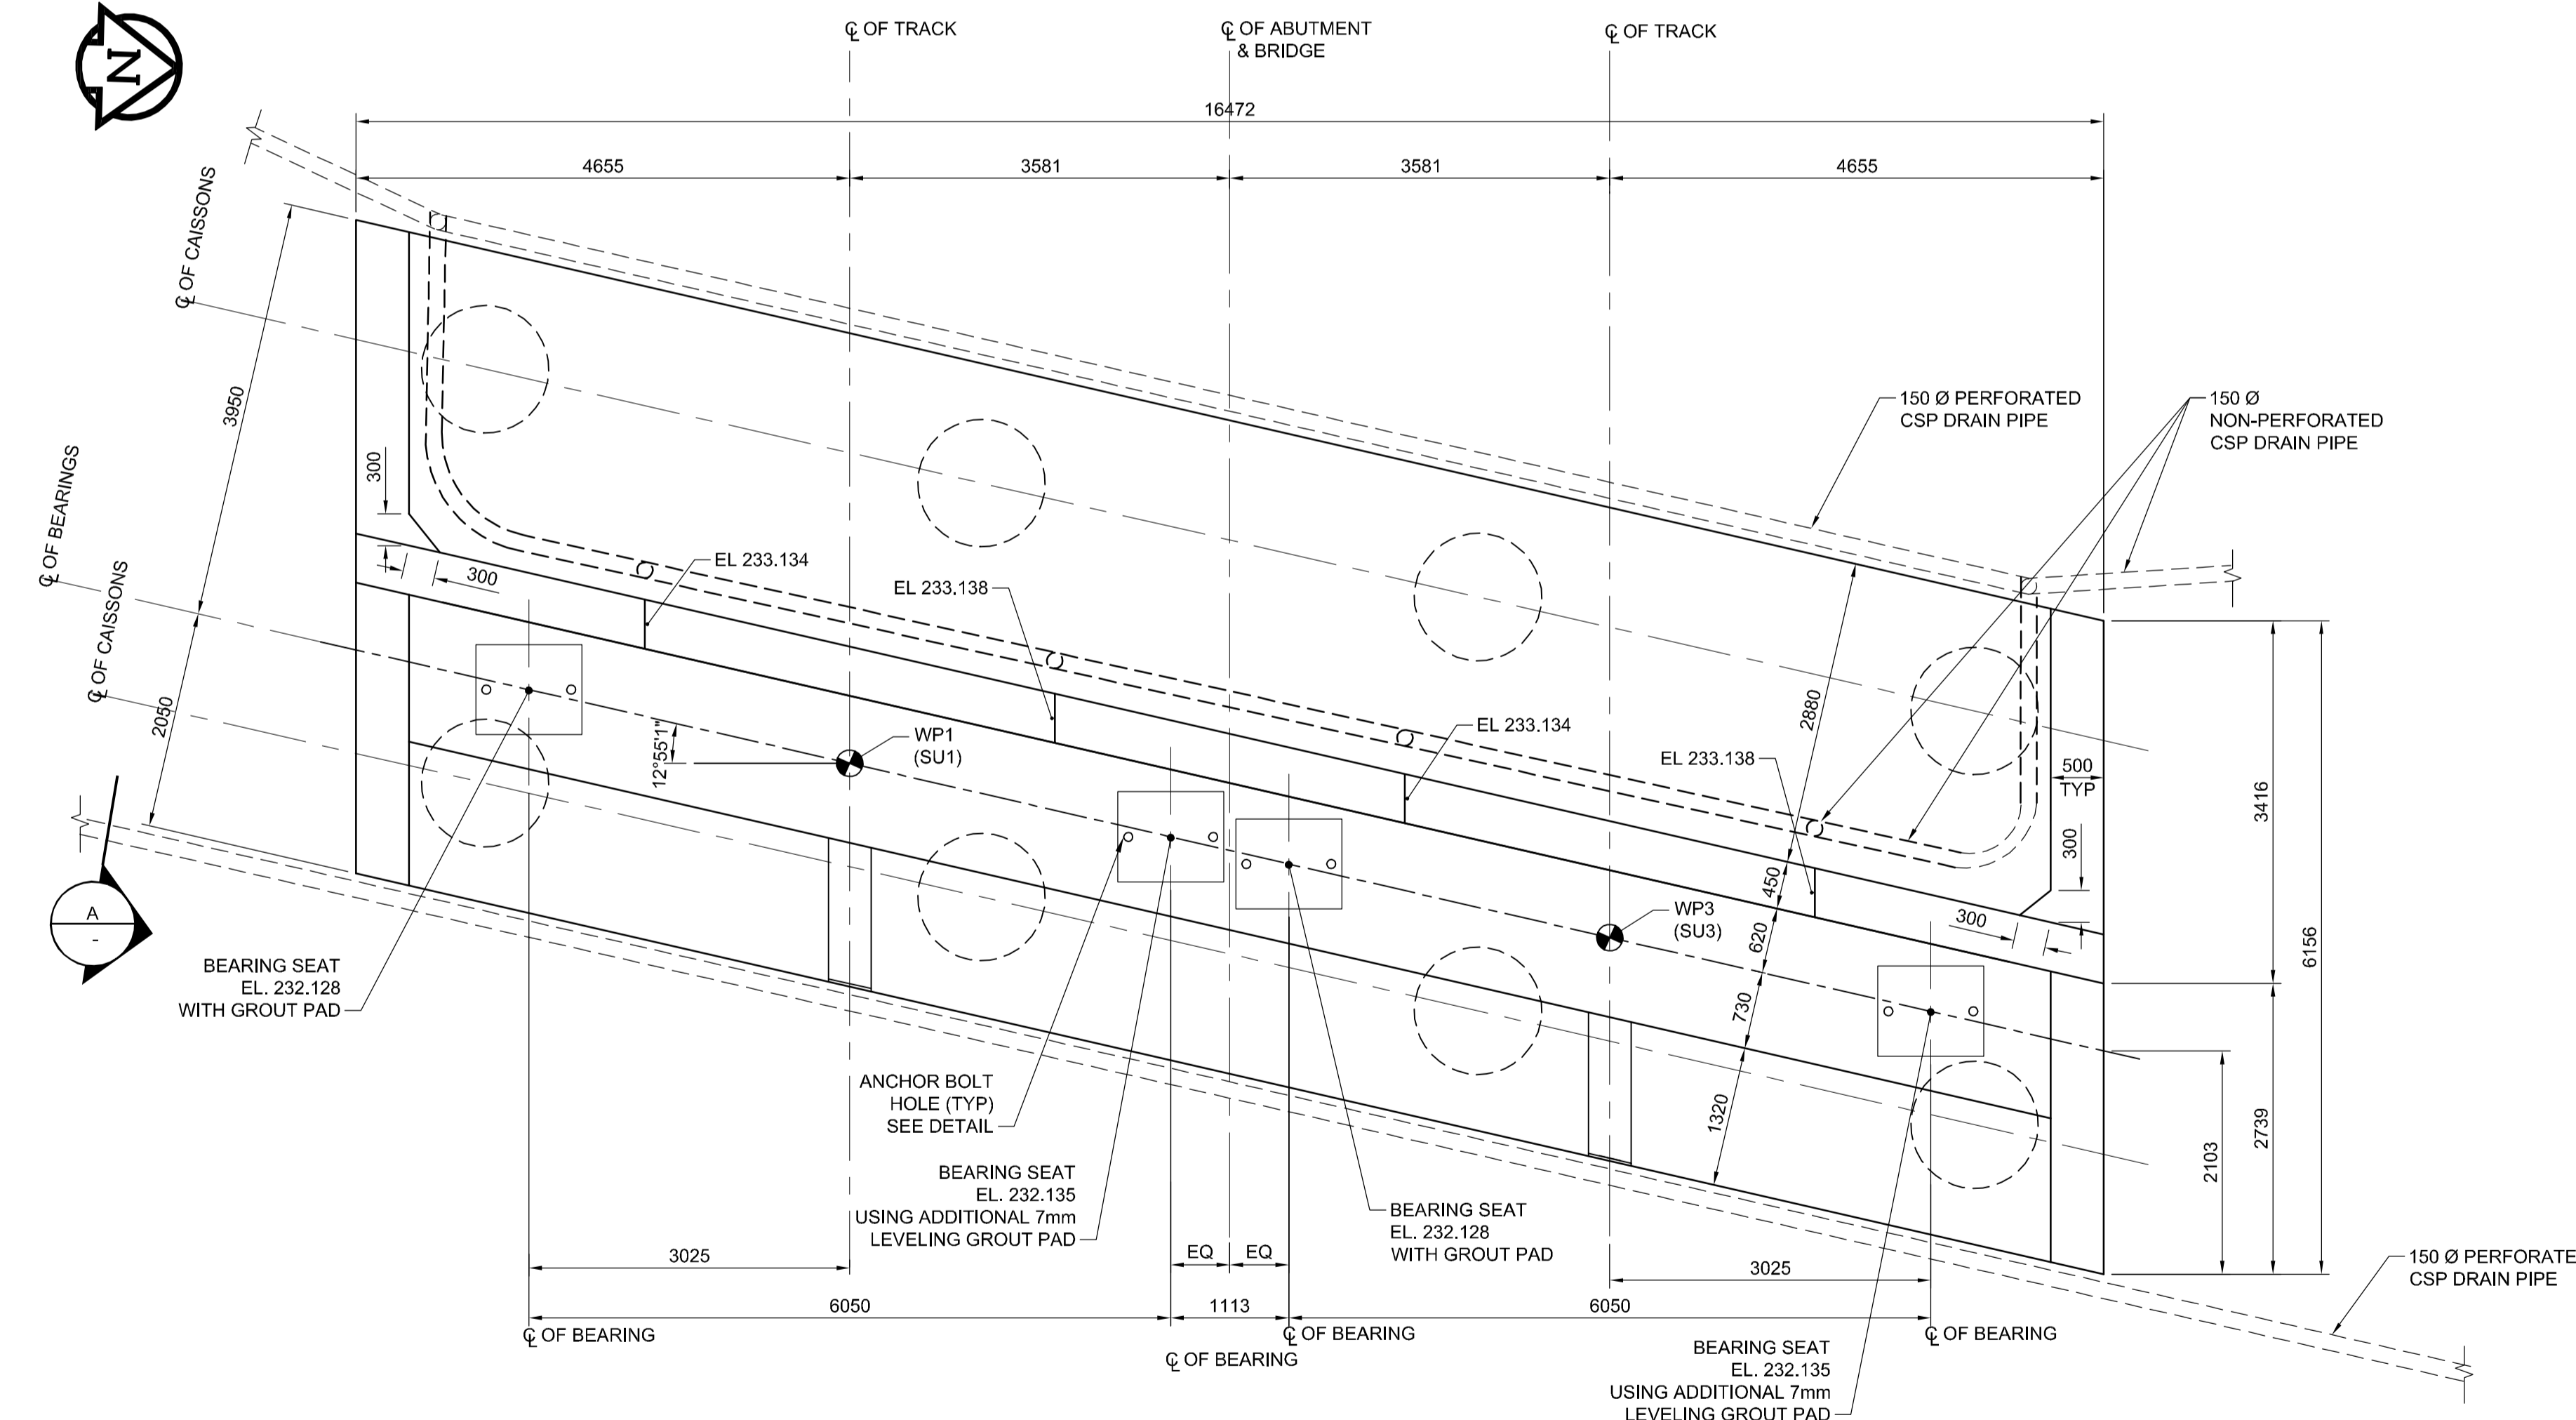 N
℄ OF TRACK
℄ OF ABUTMENT
& BRIDGE
℄ OF TRACK
16472
4655
3581
3581
4655
℄ OF CAISSONS
3950
℄ OF BEARINGS
℄ OF CAISSONS
2050
300
300
EL 233.134
EL 233.138
150 Ø PERFORATED
CSP DRAIN PIPE
150 Ø
NON-PERFORATED
CSP DRAIN PIPE
12°55'1"
WP1
(SU1)
EL 233.134
EL 233.138
2880
500
TYP
300
300
3416
6156
450
620
730
1320
WP3
(SU3)
2739
2103
A
-
BEARING SEAT
EL. 232.128
WITH GROUT PAD
ANCHOR BOLT
HOLE (TYP)
SEE DETAIL
BEARING SEAT
EL. 232.135
USING ADDITIONAL 7mm
LEVELING GROUT PAD
BEARING SEAT
EL. 232.128
WITH GROUT PAD
150 Ø PERFORATE
CSP DRAIN PIPE
3025
EQ
EQ
3025
6050
1113
6050
℄ OF BEARING
℄ OF BEARING
℄ OF BEARING
℄ OF BEARING
BEARING SEAT
EL. 232.135
USING ADDITIONAL 7mm
LEVELING GROUT PAD